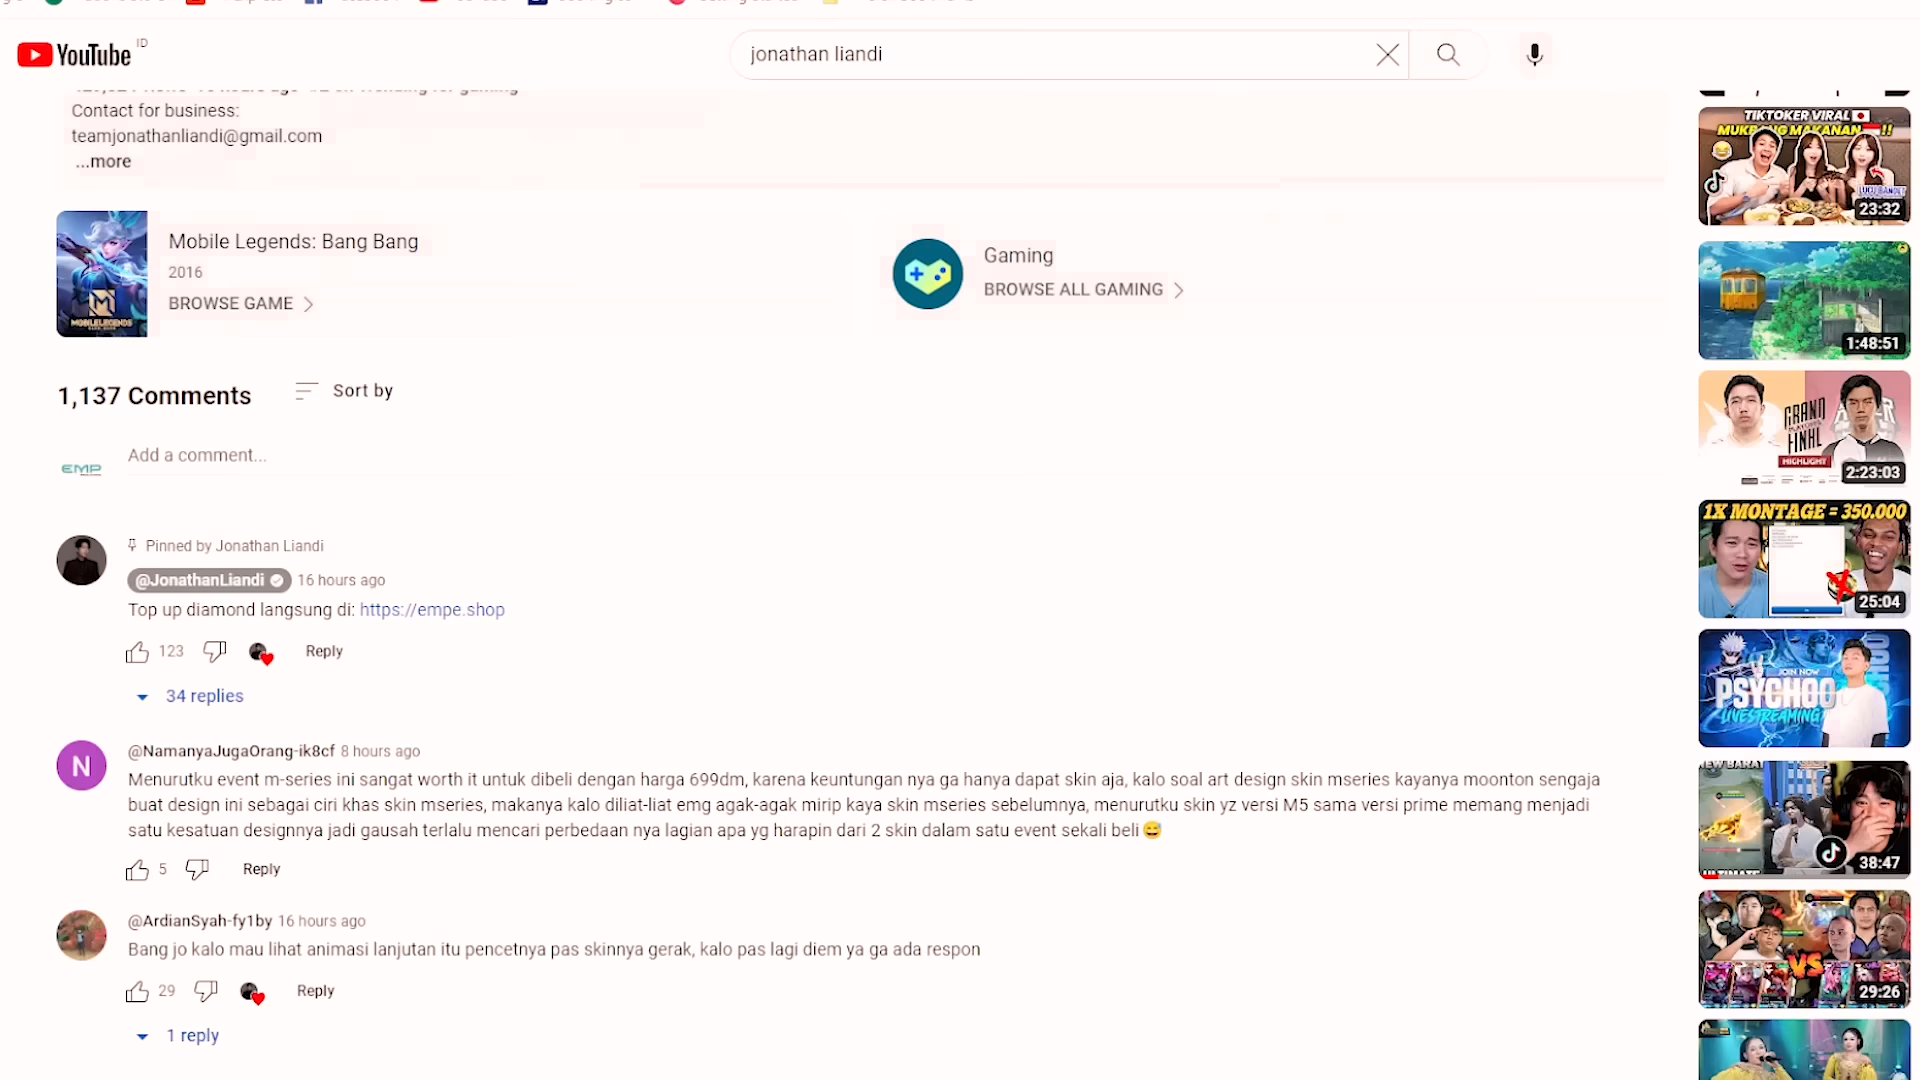 YouTube ID
jonathan liandi
Contact for business:
teamjonathanliandi@gmail.com
...more
Mobile Legends: Bang Bang
2016
BROWSE GAME
MOBILE LEGENDS
Gaming
BROWSE ALL GAMING
1,137 Comments
Sort by
EMP
Add a comment...
Pinned by Jonathan Liandi
@JonathanLiandi 16 hours ago
Top up diamond langsung di: https://empe.shop
123 Reply
34 replies
N
@NamanyaJugaOrang-ik8cf 8 hours ago
Menurutku event m-series ini sangat worth it untuk dibeli dengan harga 699dm, karena keuntungan nya ga hanya dapat skin aja, kalo soal art design skin mseries kayanya moonton sengaja
buat design ini sebagai ciri khas skin mseries, makanya kalo diliat-liat emg agak-agak mirip kaya skin mseries sebelumnya, menurutku skin yz versi M5 sama versi prime memang menjadi
satu kesatuan designnya jadi gausah terlalu mencari perbedaan nya lagian apa yg harapin dari 2 skin dalam satu event sekali beli😅
5 Reply
@ArdianSyah-fy1by 16 hours ago
Bang jo kalo mau lihat animasi lanjutan itu pencetnya pas skinnya gerak, kalo pas lagi diem ya ga ada respon
29 Reply
1 reply
TIKTOKER VIRAL
MUKBANG MAKANAN !!
LUCU BANGET
23:32
1:48:51
GRAND
PLAYOFFS
FINAL
HIGHLIGHT
2:23:03
1X MONTAGE = 350.000
25:04
JOIN NOW
PSYCHOO
LIVESTREAMING
38:47
VS
29:26